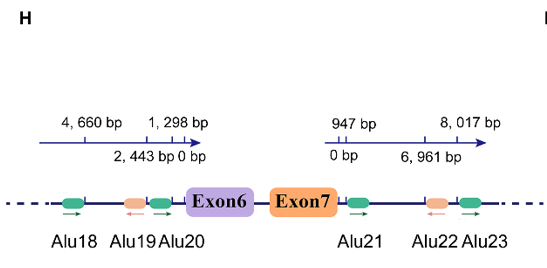 H
4, 660 bp 1, 298 bp 947 bp 8, 017 bp
2, 443 bp 0 bp 0 bp 6, 961 bp
Exon6 Exon7
Alu18 Alu19 Alu20 Alu21 Alu22 Alu23